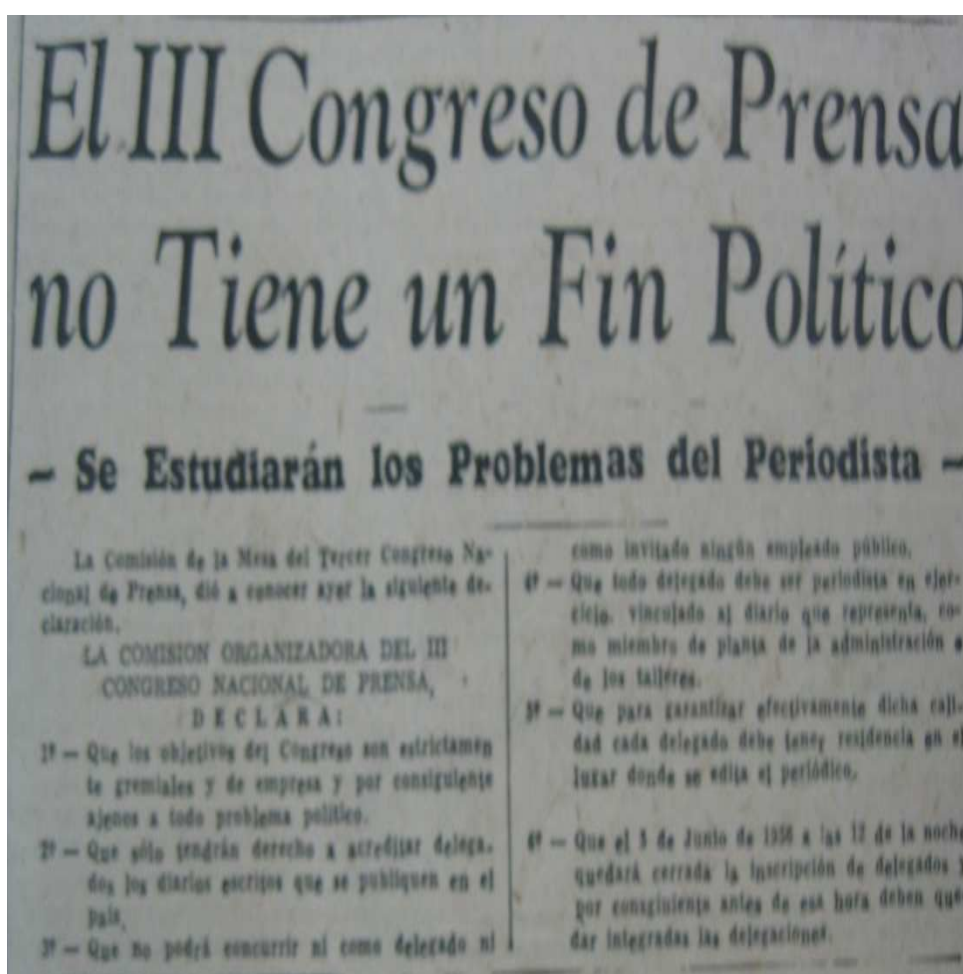 El III Congreso de Prensa
no Tiene un Fin Político
— Se Estudiarán los Problemas del Periodista —
La Comisión de la Mesa del Tercer Congreso Na-
cional de Prensa, dió a conocer ayer la siguiente de-
claración.
LA COMISION ORGANIZADORA DEL III
CONGRESO NACIONAL DE PRENSA,
DECLARA:
1º — Que los objetivos del Congreso son estrictamen
te gremiales y de empresa y por consiguiente
ajenos a todo problema político.
2º — Que sólo tendrán derecho a acreditar delega-
dos los diarios escritos que se publiquen en el
país.
3º — Que no podrá concurrir ni como delegado ni
como invitado ningún empleado público.
4º — Que todo delegado debe ser periodista en ejer-
cicio, vinculado al diario que representa, co-
mo miembro de planta de la administración o
de los talleres.
5º — Que para garantizar efectivamente dicha cali-
dad cada delegado debe tener residencia en el
lugar donde se edita el periódico.
6º — Que el 5 de Junio de 1956 a las 12 de la noche
quedará cerrada la inscripción de delegados y
por consiguiente antes de esa hora deben que-
dar integradas las delegaciones.